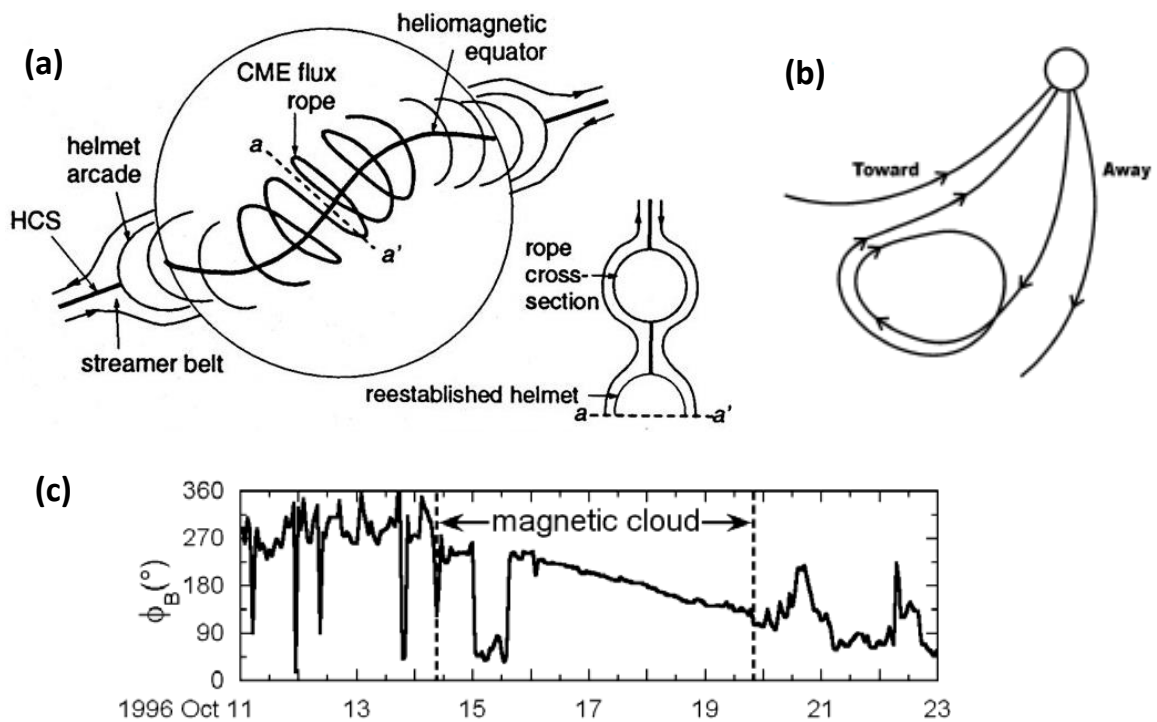 (a)
heliomagnetic
equator
CME flux
rope
a
helmet
arcade
HCS
a'
streamer belt
rope
cross-
section
reestablished helmet
a
a'
(b)
Toward
Away
(c)
360
270
180
90
0
ϕB(°)
magnetic cloud
1996 Oct 11
13
15
17
19
21
23